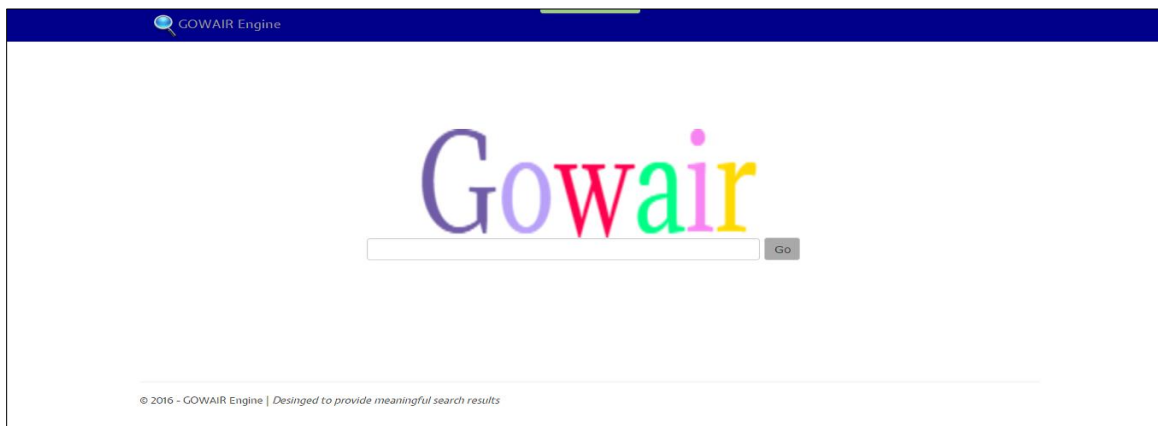 GOWAIR Engine
Gowair
Go
© 2016 - GOWAIR Engine | Desinged to provide meaningful search results